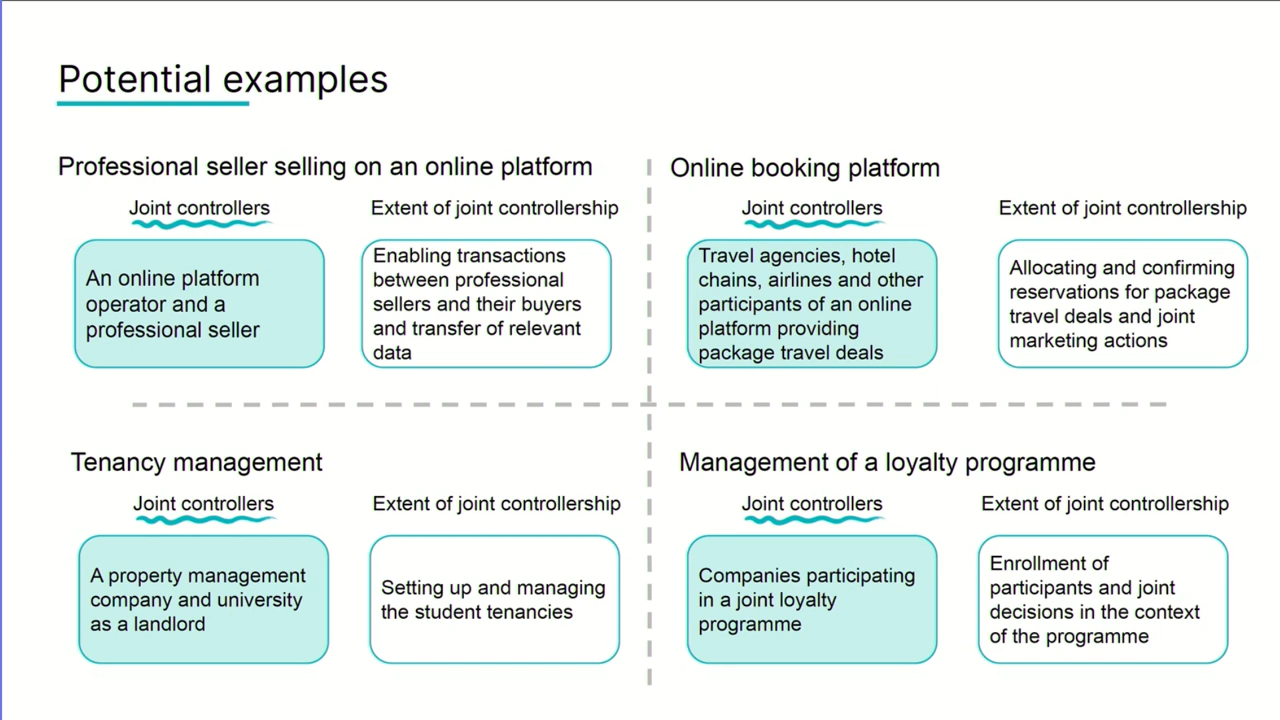 Potential examples
Professional seller selling on an online platform
Joint controllers
Extent of joint controllership
An online platform
operator and a
professional seller
Enabling transactions
between professional
sellers and their buyers
and transfer of relevant
data
Online booking platform
Joint controllers
Extent of joint controllership
Travel agencies, hotel
chains, airlines and other
participants of an online
platform providing
package travel deals
Allocating and confirming
reservations for package
travel deals and joint
marketing actions
Tenancy management
Joint controllers
Extent of joint controllership
A property management
company and university
as a landlord
Setting up and managing
the student tenancies
Management of a loyalty programme
Joint controllers
Extent of joint controllership
Companies participating
in a joint loyalty
programme
Enrollment of
participants and joint
decisions in the context
of the programme